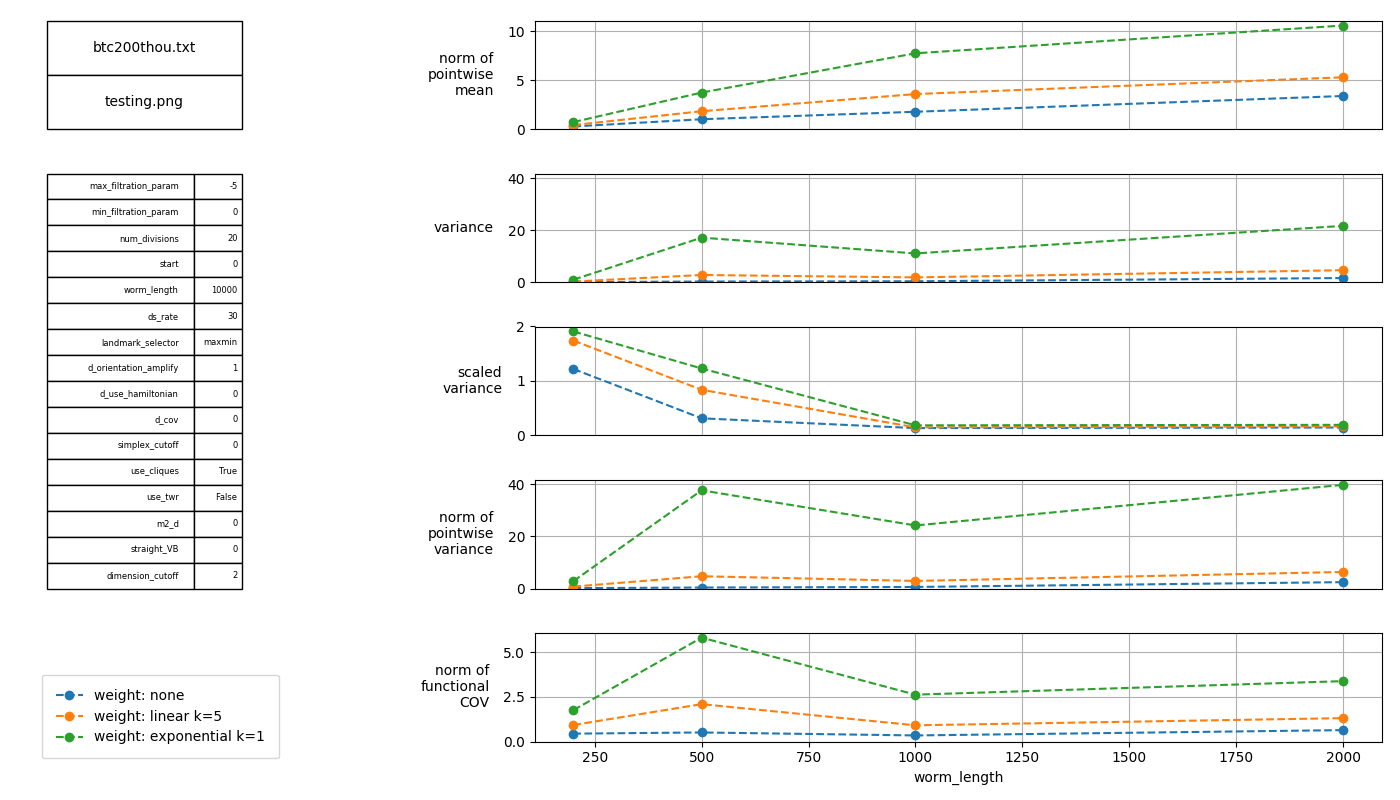 btc200thou.txt
testing.png
max_filtration_param -5
min_filtration_param 0
num_divisions 20
start 0
worm_length 10000
ds_rate 30
landmark_selector maxmin
d_orientation_amplify 1
d_use_hamiltonian 0
d_cov 0
simplex_cutoff 0
use_cliques True
use_twr False
m2_d 0
straight_VB 0
dimension_cutoff 2
weight: none
weight: linear k=5
weight: exponential k=1
norm of
pointwise
mean
10
5
0
variance
40
20
0
scaled
variance
2
1
0
norm of
pointwise
variance
40
20
0
norm of
functional
COV
5.0
2.5
0.0
250 500 750 1000 1250 1500 1750 2000
worm_length